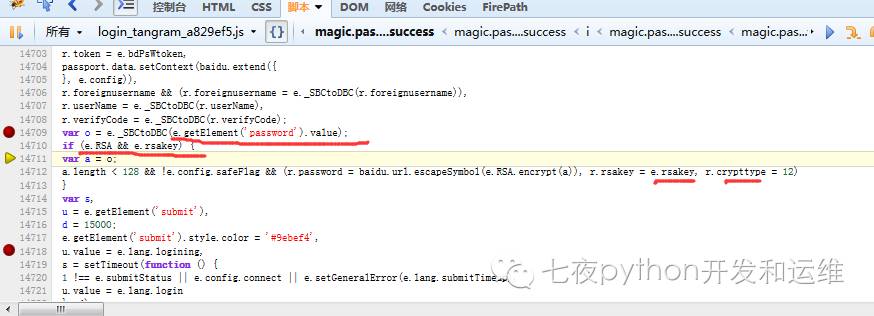 控制台 HTML CSS 脚本 DOM 网络 Cookies FirePath
所有 login_tangram_a829ef5.js {} magic.pas....success magic.pas....success i magic.pas....success magic.pas...
14703 r.token = e.bdPsWtoken,
14704 passport.data.setContext(baidu.extend({
14705 }, e.config)),
14706 r.foreignusername && (r.foreignusername = e._SBCtoDBC(r.foreignusername)),
14707 r.userName = e._SBCtoDBC(r.userName),
14708 r.verifyCode = e._SBCtoDBC(r.verifyCode);
14709 var o = e._SBCtoDBC(e.getElement('password').value);
14710 if (e.RSA && e.rsakey) {
14711 var a = o;
14712 a.length < 128 && !e.config.safeFlag && (r.password = baidu.url.escapeSymbol(e.RSA.encrypt(a)), r.rsakey = e.rsakey, r.crypttype = 12)
14713 }
14714 var s,
14715 u = e.getElement('submit'),
14716 d = 15000;
14717 e.getElement('submit').style.color = '#9ebef4',
14718 u.value = e.lang.logining,
14719 s = setTimeout(function () {
14720 1 !== e.submitStatus || e.config.connect || e.setGeneralError(e.lang.submitTime
14721 u.value = e.lang.login
七夜python开发和运维